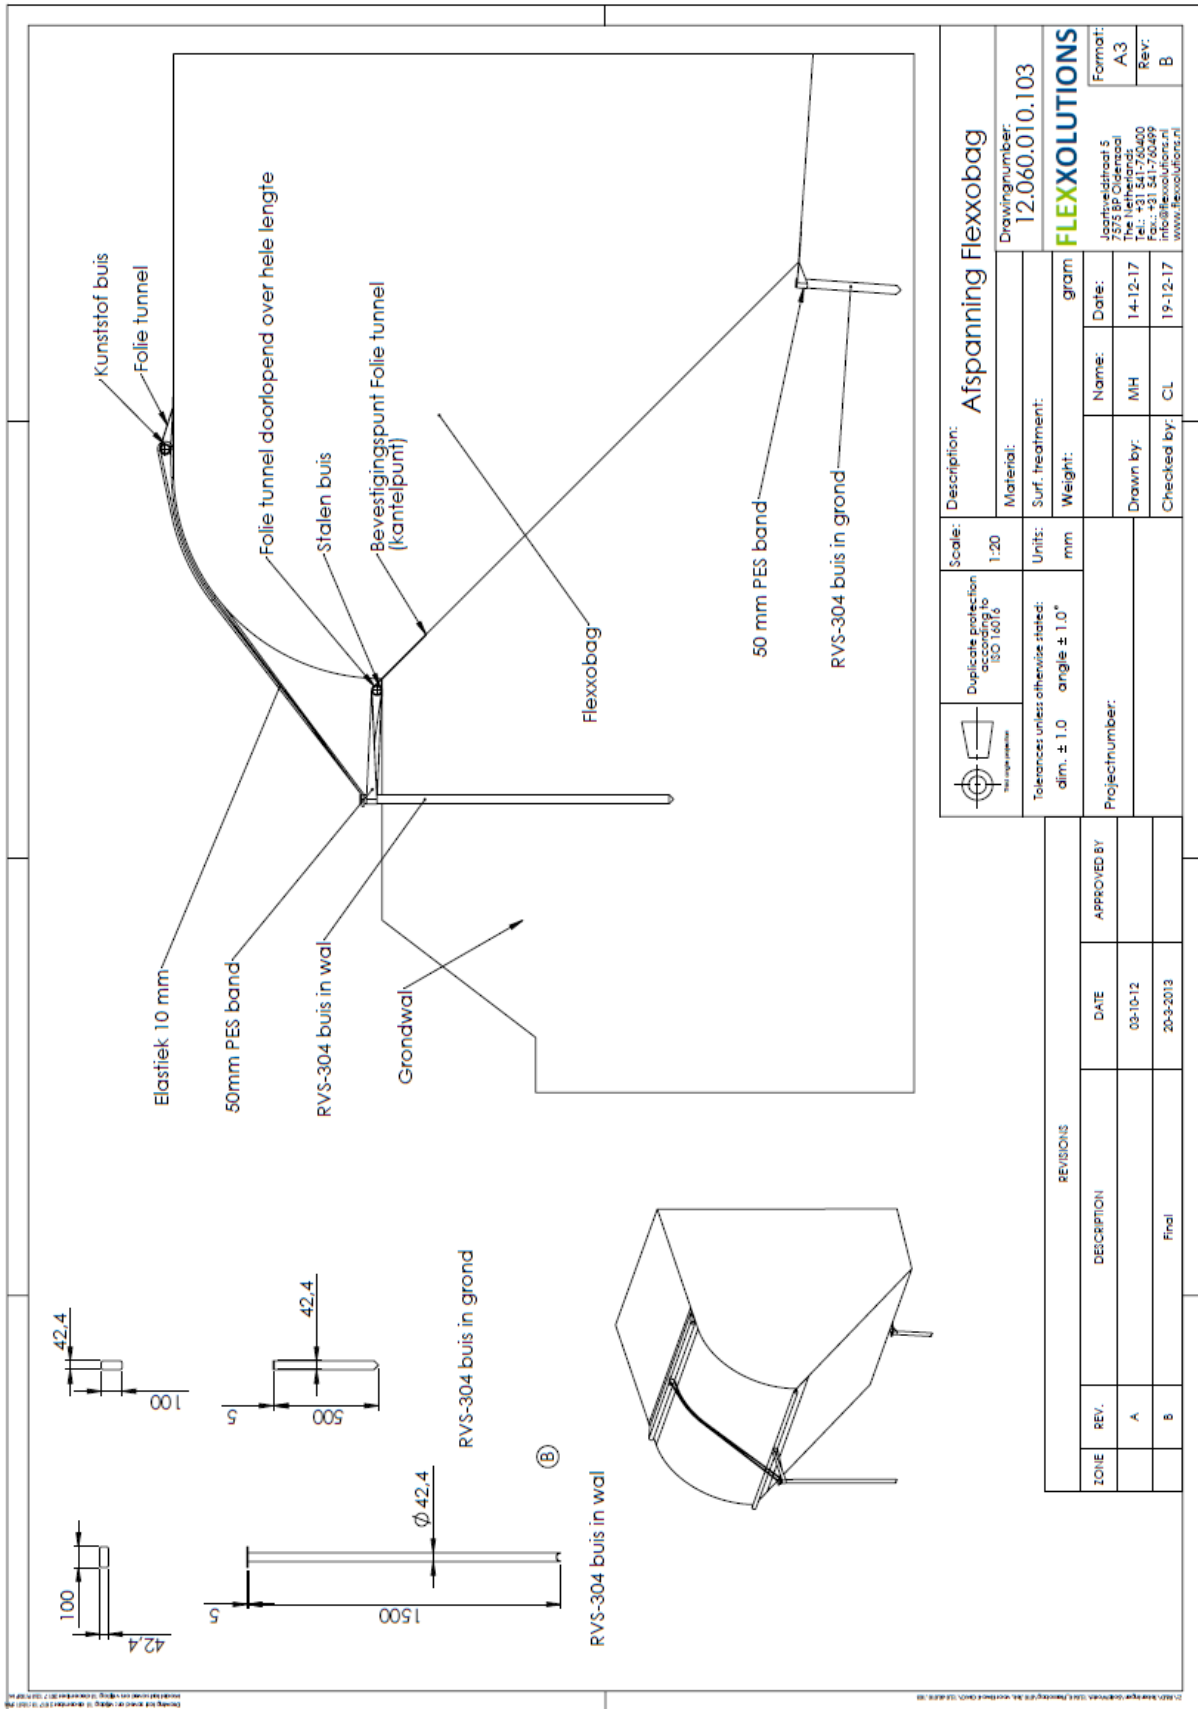 Kunststof buis
Folie tunnel
Folie tunnel doorlopend over hele lengte
Stalen buis
Bevestigingspunt Folie tunnel
(kantelpunt)
Elastiek 10 mm
50mm PES band
RVS-304 buis in wal
Grondwal
Flexxobag
50 mm PES band
RVS-304 buis in grond
42,4
100
5
500
42,4
RVS-304 buis in grond
100
42,4
5
1500
Ø 42,4
B
RVS-304 buis in wal
REVISIONS
ZONE REV. DESCRIPTION DATE APPROVED BY
A 03-10-12
B Final 20-3-2013
Third angle projection
Duplicate protection
according to
ISO 16016
Scale:
1:20
Description:
Afspanning Flexxobag
Tolerances unless otherwise stated:
dim. ± 1.0 angle ± 1.0°
Units:
mm
Material:
Surf. treatment:
Weight: gram
Drawingnumber:
12.060.010.103
Projectnumber:
Name: Date:
Drawn by: MH 14-12-17
Checked by: CL 19-12-17
FLEXXOLUTIONS
Jaartsveldstraat 5
7575 BP Oldenzaal
The Netherlands
Tel.: +31 541-760400
Fax.: +31 541-760499
info@flexxolutions.nl
www.flexxolutions.nl
Format:
A3
Rev:
B